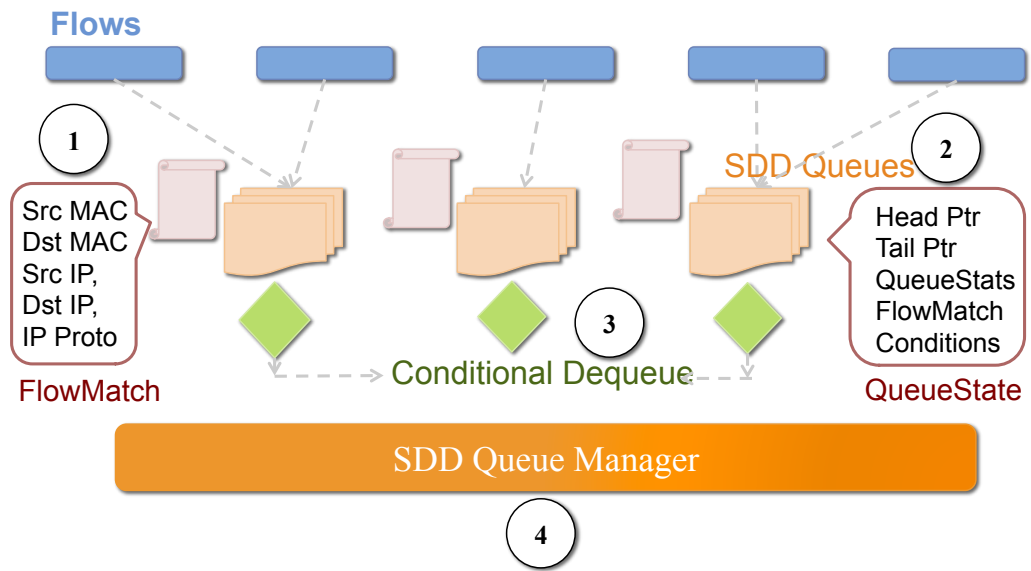 Flows
1
2
SDD Queues
Src MAC
Dst MAC
Src IP,
Dst IP,
IP Proto
FlowMatch
Head Ptr
Tail Ptr
QueueStats
FlowMatch
Conditions
QueueState
3
Conditional Dequeue
SDD Queue Manager
4